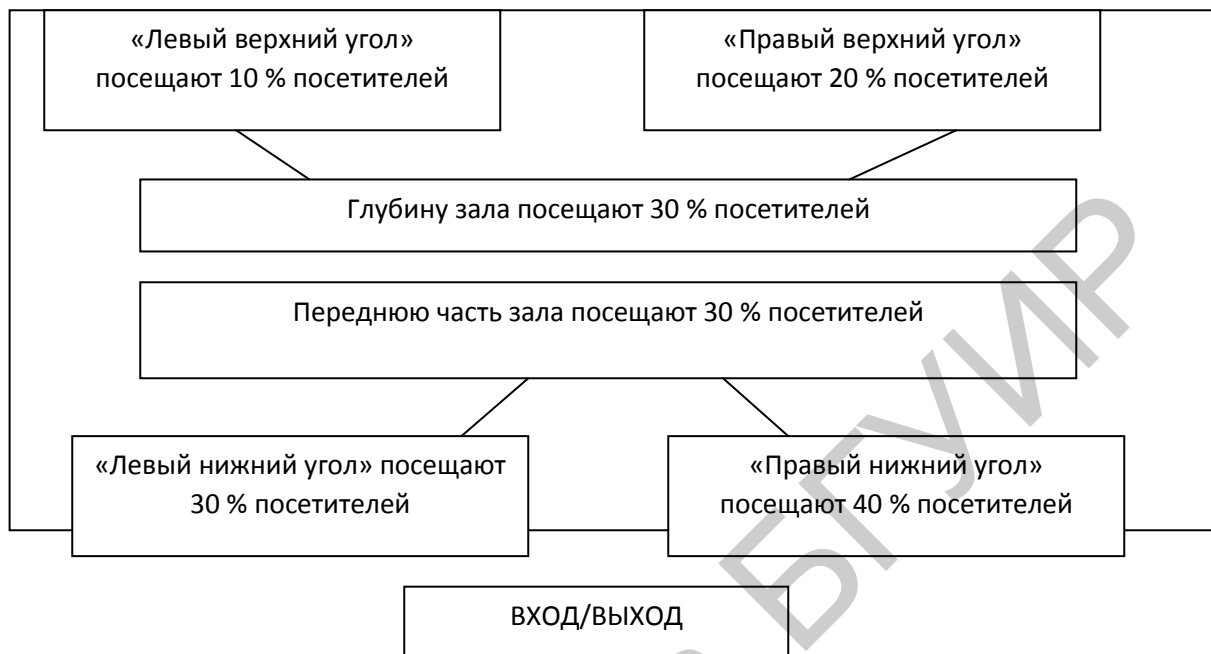 «Левый верхний угол»
посещают 10 % посетителей
«Правый верхний угол»
посещают 20 % посетителей
Глубину зала посещают 30 % посетителей
Переднюю часть зала посещают 30 % посетителей
«Левый нижний угол» посещают
30 % посетителей
«Правый нижний угол»
посещают 40 % посетителей
ВХОД/ВЫХОД
БГУИР